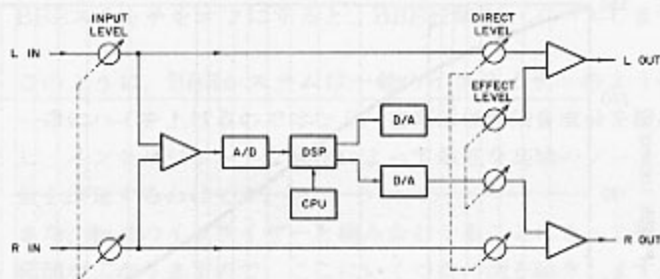 INPUT
LEVEL
DIRECT
LEVEL
L IN
L OUT
EFFECT
LEVEL
D/A
A/D
DSP
D/A
CPU
R IN
R OUT